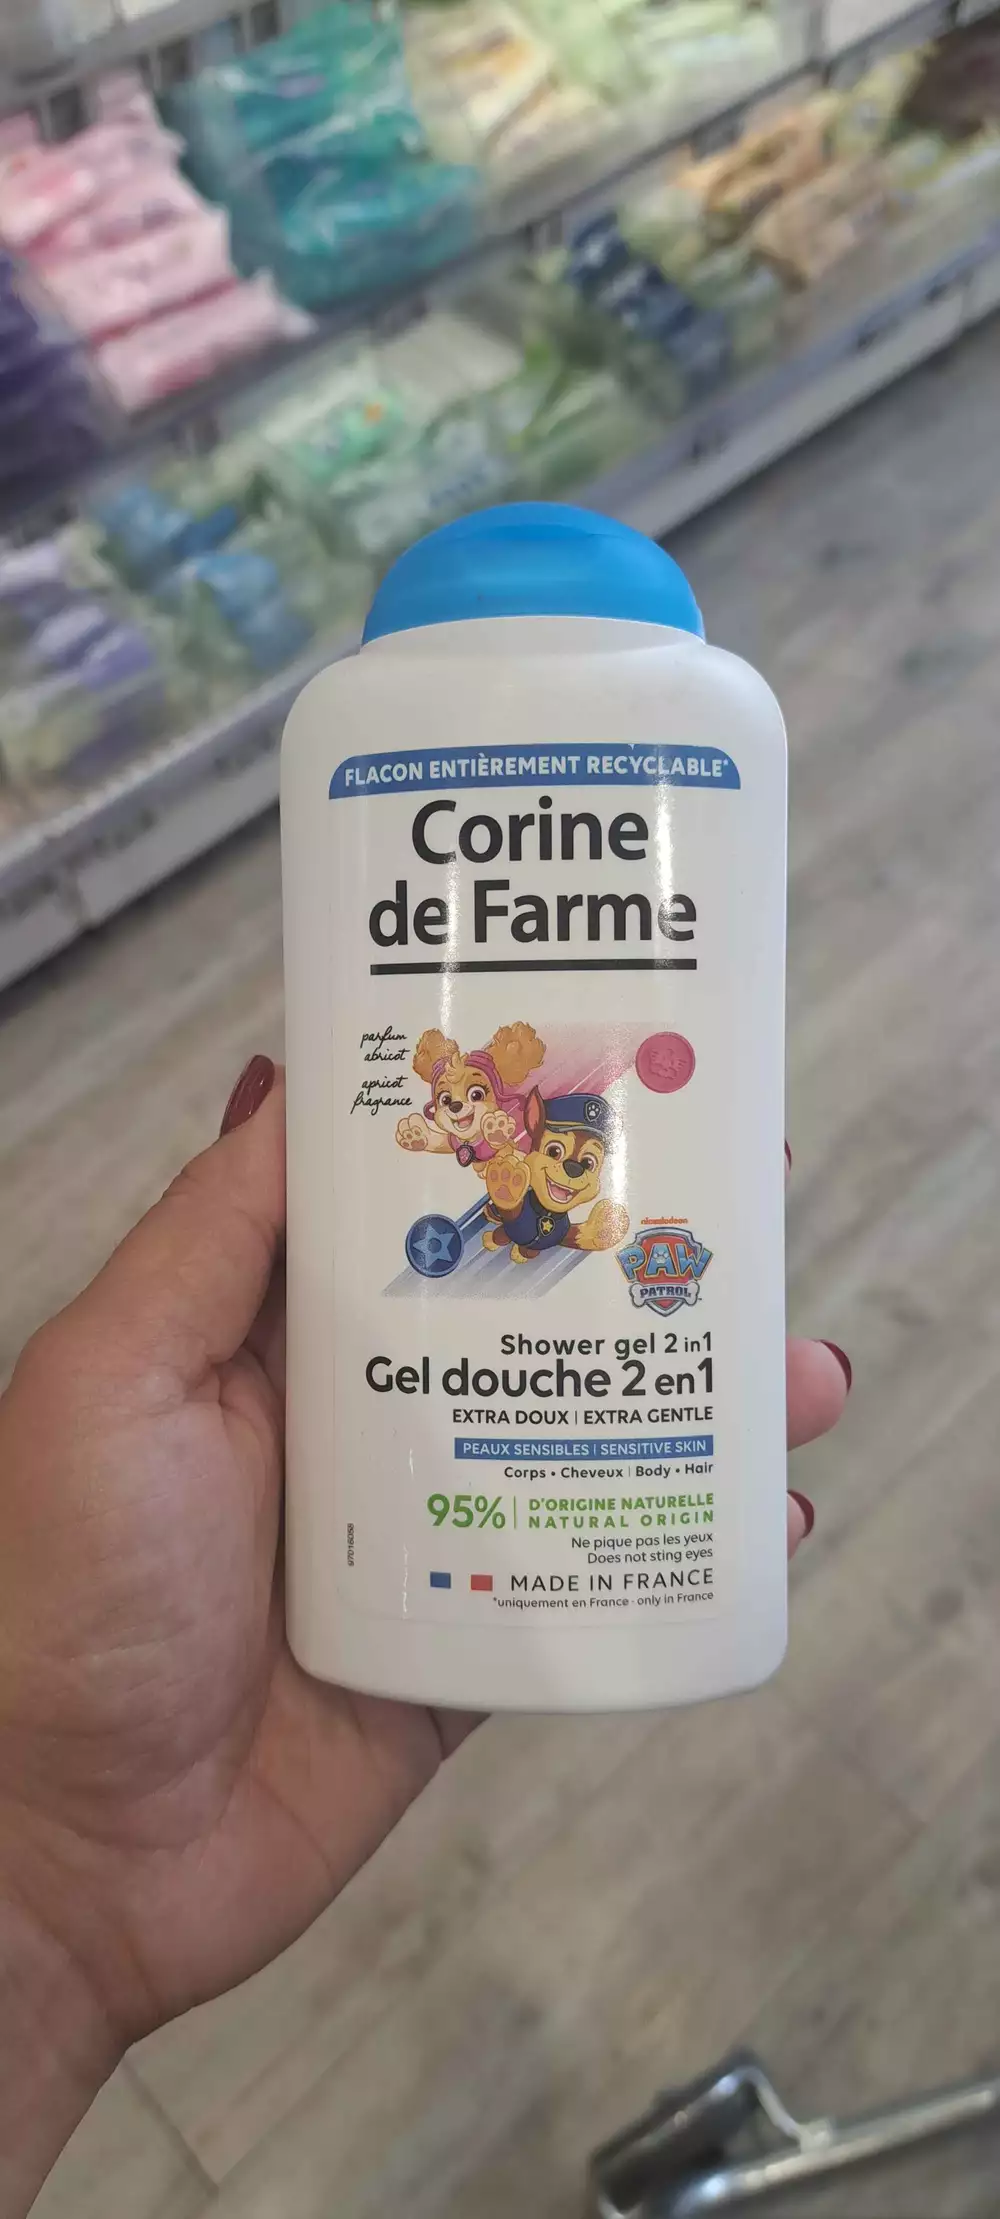 FLACON ENTIÈREMENT RECYCLABLE*
Corine
de Farme
parfum
abricot
apricot
fragrance
nickelodeon
PAW
PATROL
Shower gel 2 in 1
Gel douche 2 en 1
EXTRA DOUX | EXTRA GENTLE
PEAUX SENSIBLES | SENSITIVE SKIN
Corps • Cheveux | Body • Hair
95% | D'ORIGINE NATURELLE
NATURAL ORIGIN
Ne pique pas les yeux
Does not sting eyes
MADE IN FRANCE
*uniquement en France - only in France